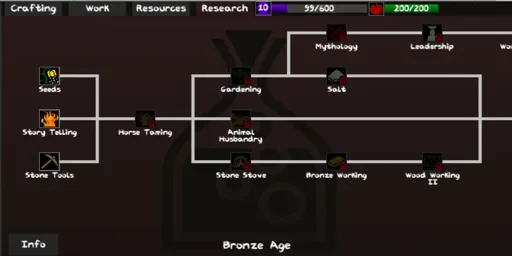 Crafting Work Resources Research 10 99/600 200/200
Mythology Leadership
Seeds Gardening Salt
Story Telling Horse Taming Animal
Husbandry
Stone Tools Stone Stove Bronze Working Wood Working
II
Info Bronze Age